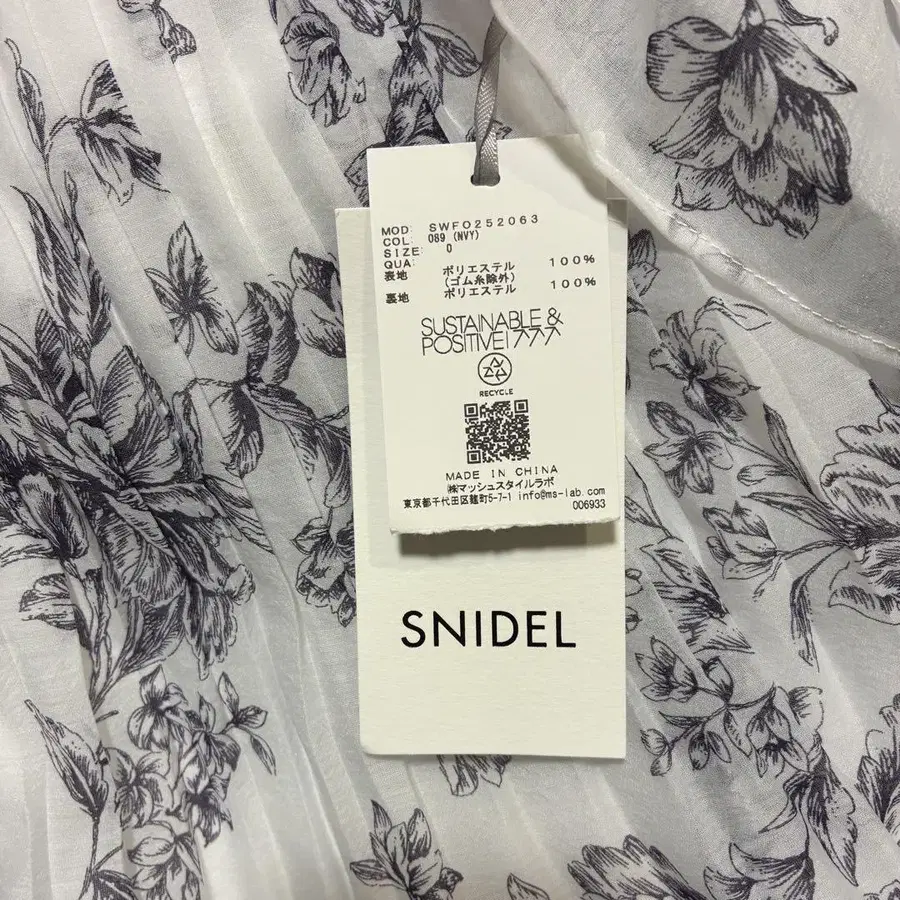 MOD: SWFO252063
COL: 089 (NVY)
SIZE: 0
QUA:
表地 ポリエステル 100%
(ゴム糸除外)
裏地 ポリエステル 100%
SUSTAINABLE &
POSITIVE!
RECYCLE
MADE IN CHINA
㈱マッシュスタイルラボ
東京都千代田区麹町5-7-1 info@ms-lab.com
006933
SNIDEL